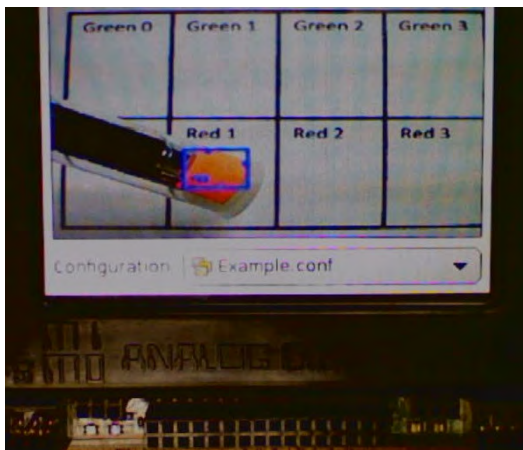 Green 0 Green 1 Green 2 Green 3
Red 1 Red 2 Red 3
Configuration Example.conf
ANALOG